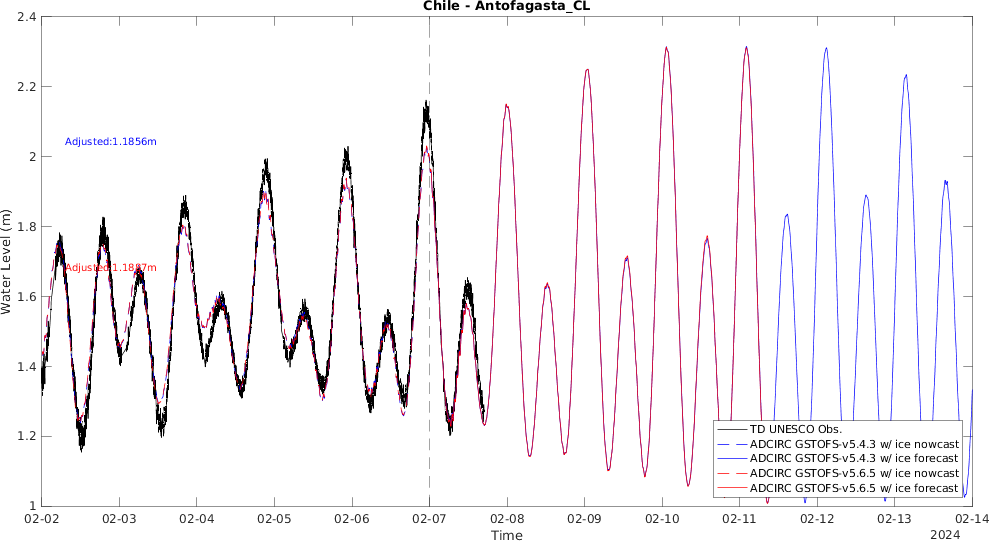 Chile - Antofagasta_CL
2.4
2.2
2
1.8
1.6
1.4
1.2
1
Water Level (m)
Adjusted:1.1856m
Adjusted:1.1887m
TD UNESCO Obs.
ADCIRC GSTOFS-v5.4.3 w/ ice nowcast
ADCIRC GSTOFS-v5.4.3 w/ ice forecast
ADCIRC GSTOFS-v5.6.5 w/ ice nowcast
ADCIRC GSTOFS-v5.6.5 w/ ice forecast
02-02 02-03 02-04 02-05 02-06 02-07 02-08 02-09 02-10 02-11 02-12 02-13 02-14
Time
2024